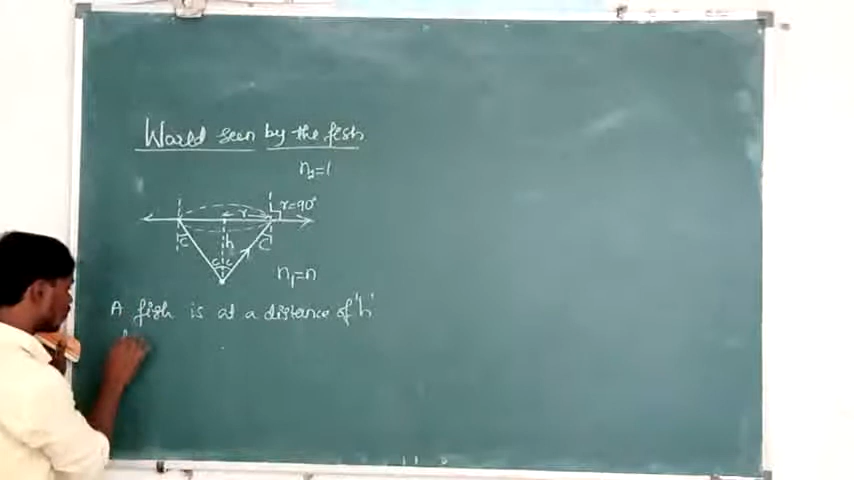 World seen by the fish
n₂=1
r=90°
r
h
C
C
c c
n₁=n
A fish is at a distance of 'h'